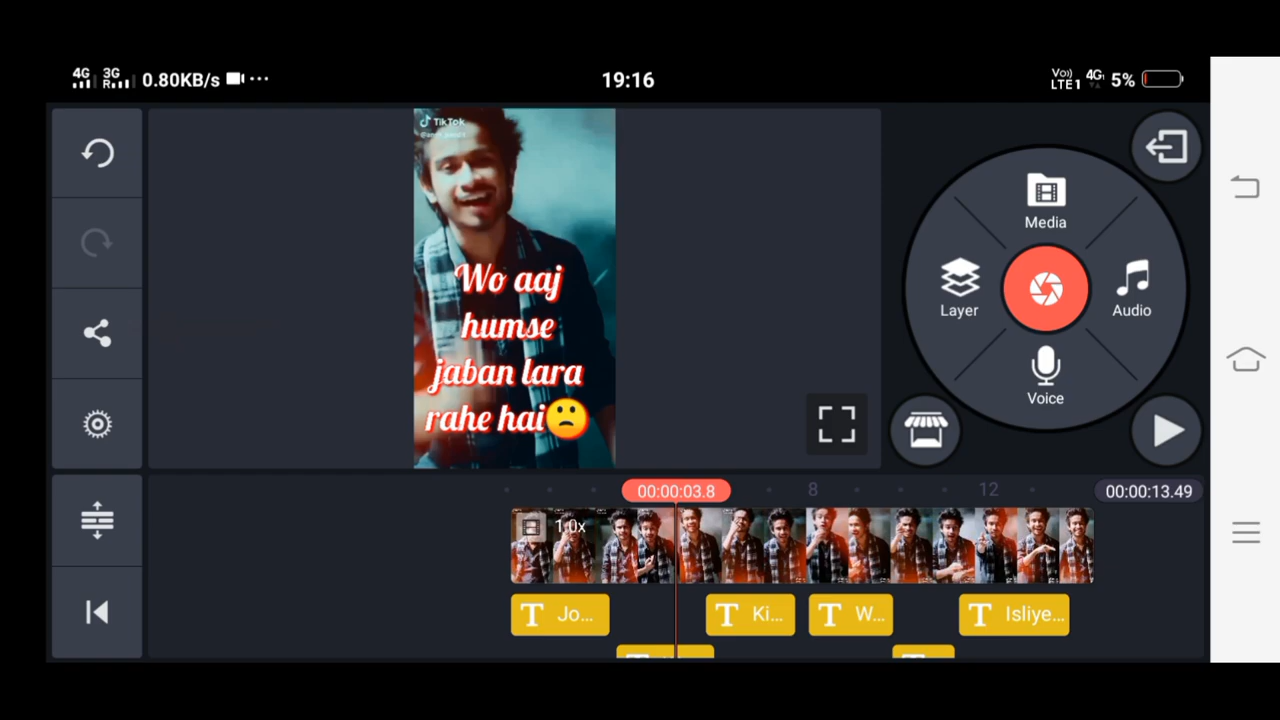 4G 3G R 0.80KB/s ...
19:16
Vo) LTE1 4G 5%
TikTok
Wo aaj
humse
jaban lara
rahe hai🙁
Media
Layer
Audio
Voice
00:00:03.8
8
12
00:00:13.49
1.0x
T Jo...
T Ki...
T W...
T Isliye...